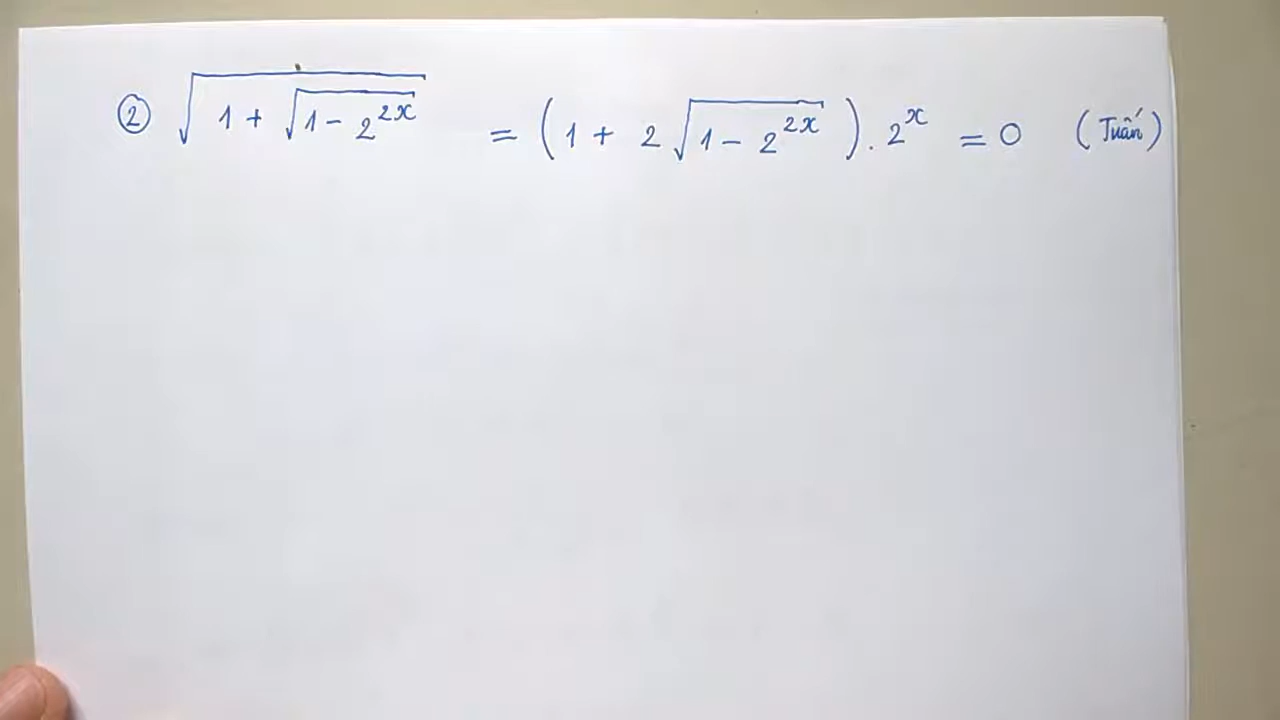 ② √(1 + √(1 − 2^{2x})) = (1 + 2√(1 − 2^{2x})) . 2^x = 0 (Tuấn)